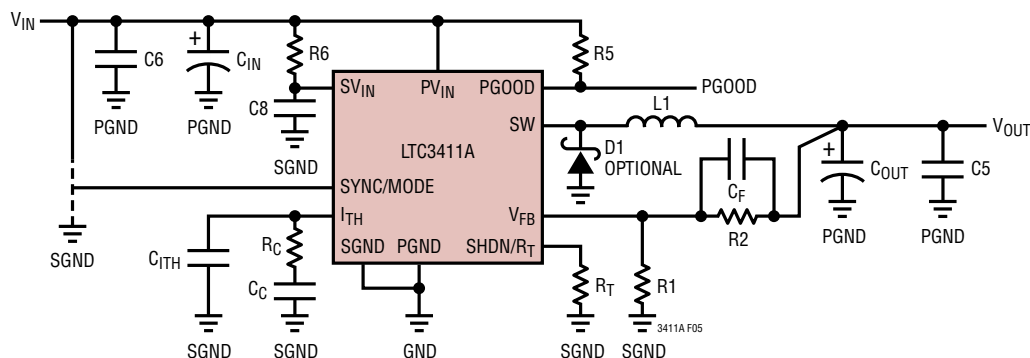 VIN
C6
CIN
R6
R5
SVIN
PVIN
PGOOD
PGOOD
C8
L1
SW
VOUT
PGND
PGND
LTC3411A
D1
OPTIONAL
SGND
COUT
C5
SYNC/MODE
CF
ITH
VFB
R2
SGND
PGND
SHDN/RT
PGND
PGND
SGND
CITH
RC
CC
RT
R1
3411A F05
SGND
SGND
GND
SGND
SGND